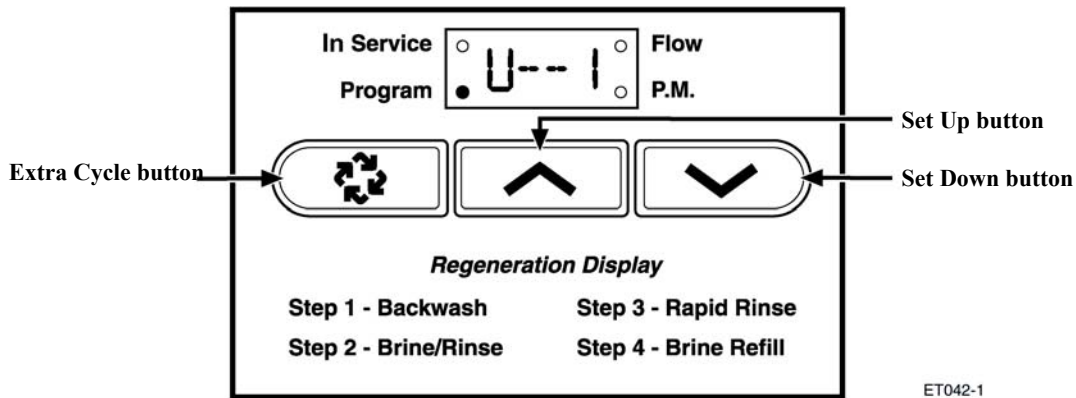 In Service
Flow
U--- 1
Program
P.M.
Set Up button
Extra Cycle button
Set Down button
Regeneration Display
Step 1 - Backwash
Step 3 - Rapid Rinse
Step 2 - Brine/Rinse
Step 4 - Brine Refill
ET042-1